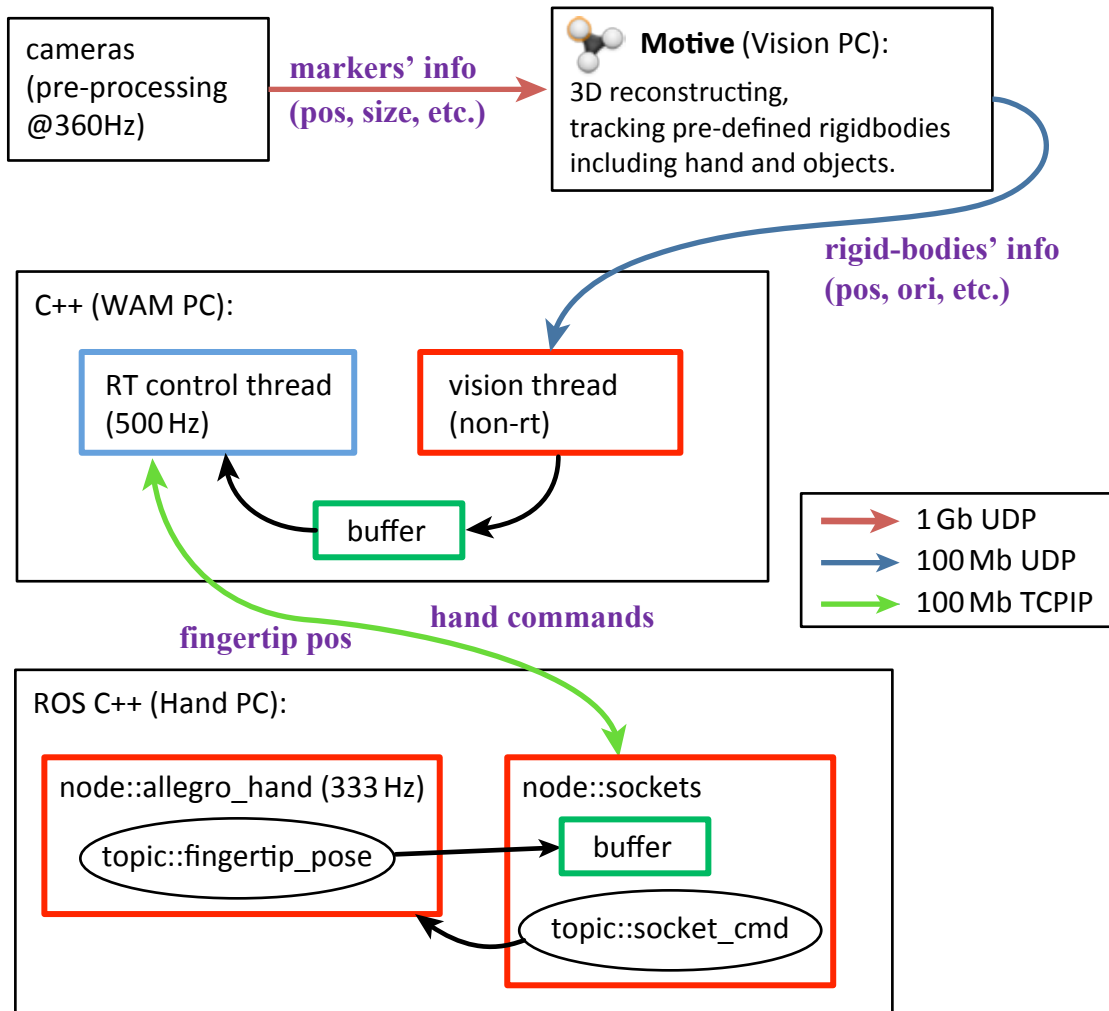 cameras
(pre-processing
@360Hz)
markers’ info
(pos, size, etc.)
Motive (Vision PC):
3D reconstructing,
tracking pre-defined rigidbodies
including hand and objects.
rigid-bodies’ info
(pos, ori, etc.)
C++ (WAM PC):
RT control thread
(500 Hz)
vision thread
(non-rt)
buffer
1 Gb UDP
100 Mb UDP
100 Mb TCPIP
hand commands
fingertip pos
ROS C++ (Hand PC):
node::allegro_hand (333 Hz)
topic::fingertip_pose
node::sockets
buffer
topic::socket_cmd